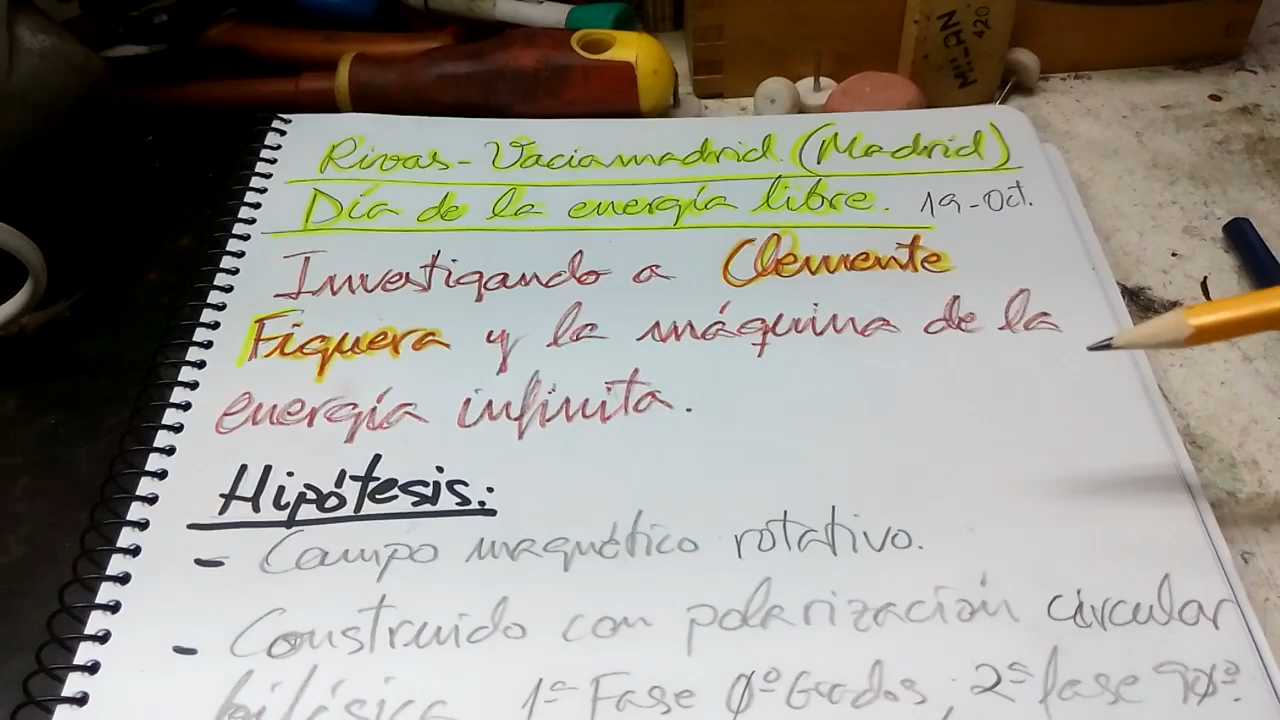 MILAN
420
Rivas-Vaciamadrid. (Madrid)
Día de la energía libre. 19-Oct.
Investigando a Clemente
Figuera y la máquina de la
energía infinita.
Hipótesis:
- Campo magnético rotativo.
- Construido con polarización circular
bifásica 1ª Fase 0º Grados, 2ª fase 90º.